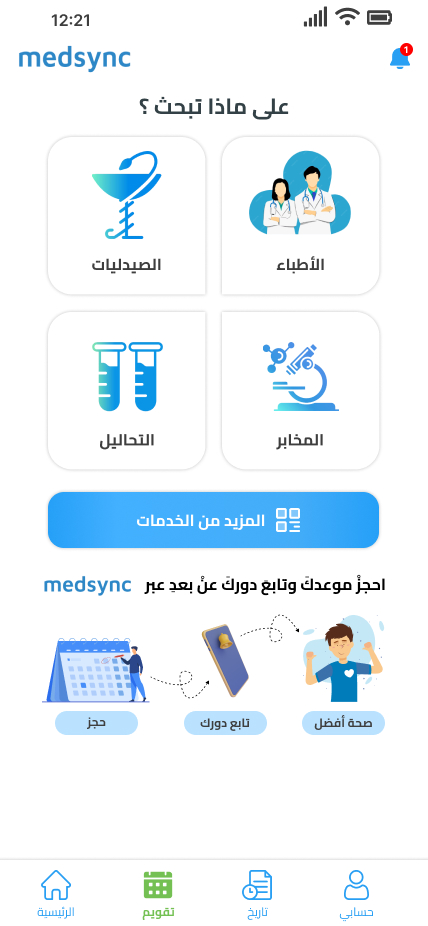 12:21
medsync
1
على ماذا تبحث ؟
الأطباء
الصيدليات
المخابر
التحاليل
المزيد من الخدمات
احجزْ موعدكَ وتابعَ دوركَ عنْ بعدِ عبر medsync
صحة أفضل
تابع دورك
حجز
حسابي
تاريخ
تقويم
الرئيسية